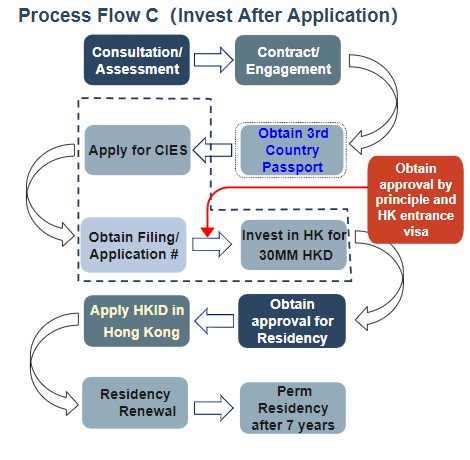 Process Flow C (Invest After Application)
Consultation/
Assessment
Contract/
Engagement
Apply for CIES
Obtain 3rd
Country
Passport
Obtain
approval by
principle and
HK entrance
visa
Obtain Filing/
Application #
Invest in HK for
30MM HKD
Apply HKID in
Hong Kong
Obtain
approval for
Residency
Residency
Renewal
Perm
Residency
after 7 years